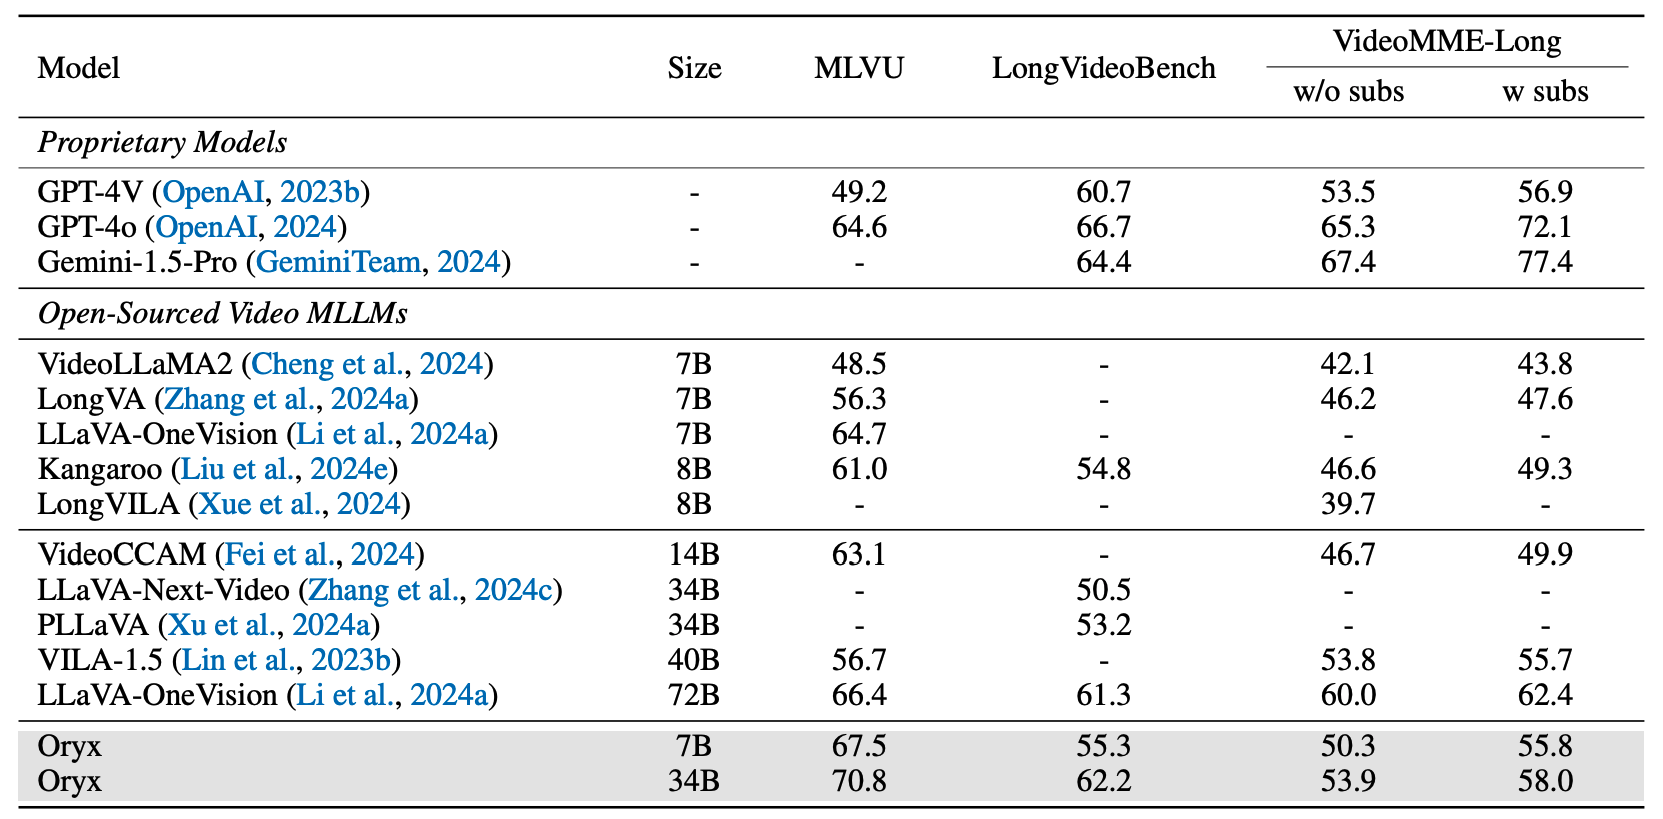 Model Size MLVU LongVideoBench VideoMME-Long
w/o subs w subs
Proprietary Models
GPT-4V (OpenAI, 2023b) - 49.2 60.7 53.5 56.9
GPT-4o (OpenAI, 2024) - 64.6 66.7 65.3 72.1
Gemini-1.5-Pro (GeminiTeam, 2024) - - 64.4 67.4 77.4
Open-Sourced Video MLLMs
VideoLLaMA2 (Cheng et al., 2024) 7B 48.5 - 42.1 43.8
LongVA (Zhang et al., 2024a) 7B 56.3 - 46.2 47.6
LLaVA-OneVision (Li et al., 2024a) 7B 64.7 - - -
Kangaroo (Liu et al., 2024e) 8B 61.0 54.8 46.6 49.3
LongVILA (Xue et al., 2024) 8B - - 39.7 -
VideoCCAM (Fei et al., 2024) 14B 63.1 - 46.7 49.9
LLaVA-Next-Video (Zhang et al., 2024c) 34B - 50.5 - -
PLLaVA (Xu et al., 2024a) 34B - 53.2 - -
VILA-1.5 (Lin et al., 2023b) 40B 56.7 - 53.8 55.7
LLaVA-OneVision (Li et al., 2024a) 72B 66.4 61.3 60.0 62.4
Oryx 7B 67.5 55.3 50.3 55.8
Oryx 34B 70.8 62.2 53.9 58.0